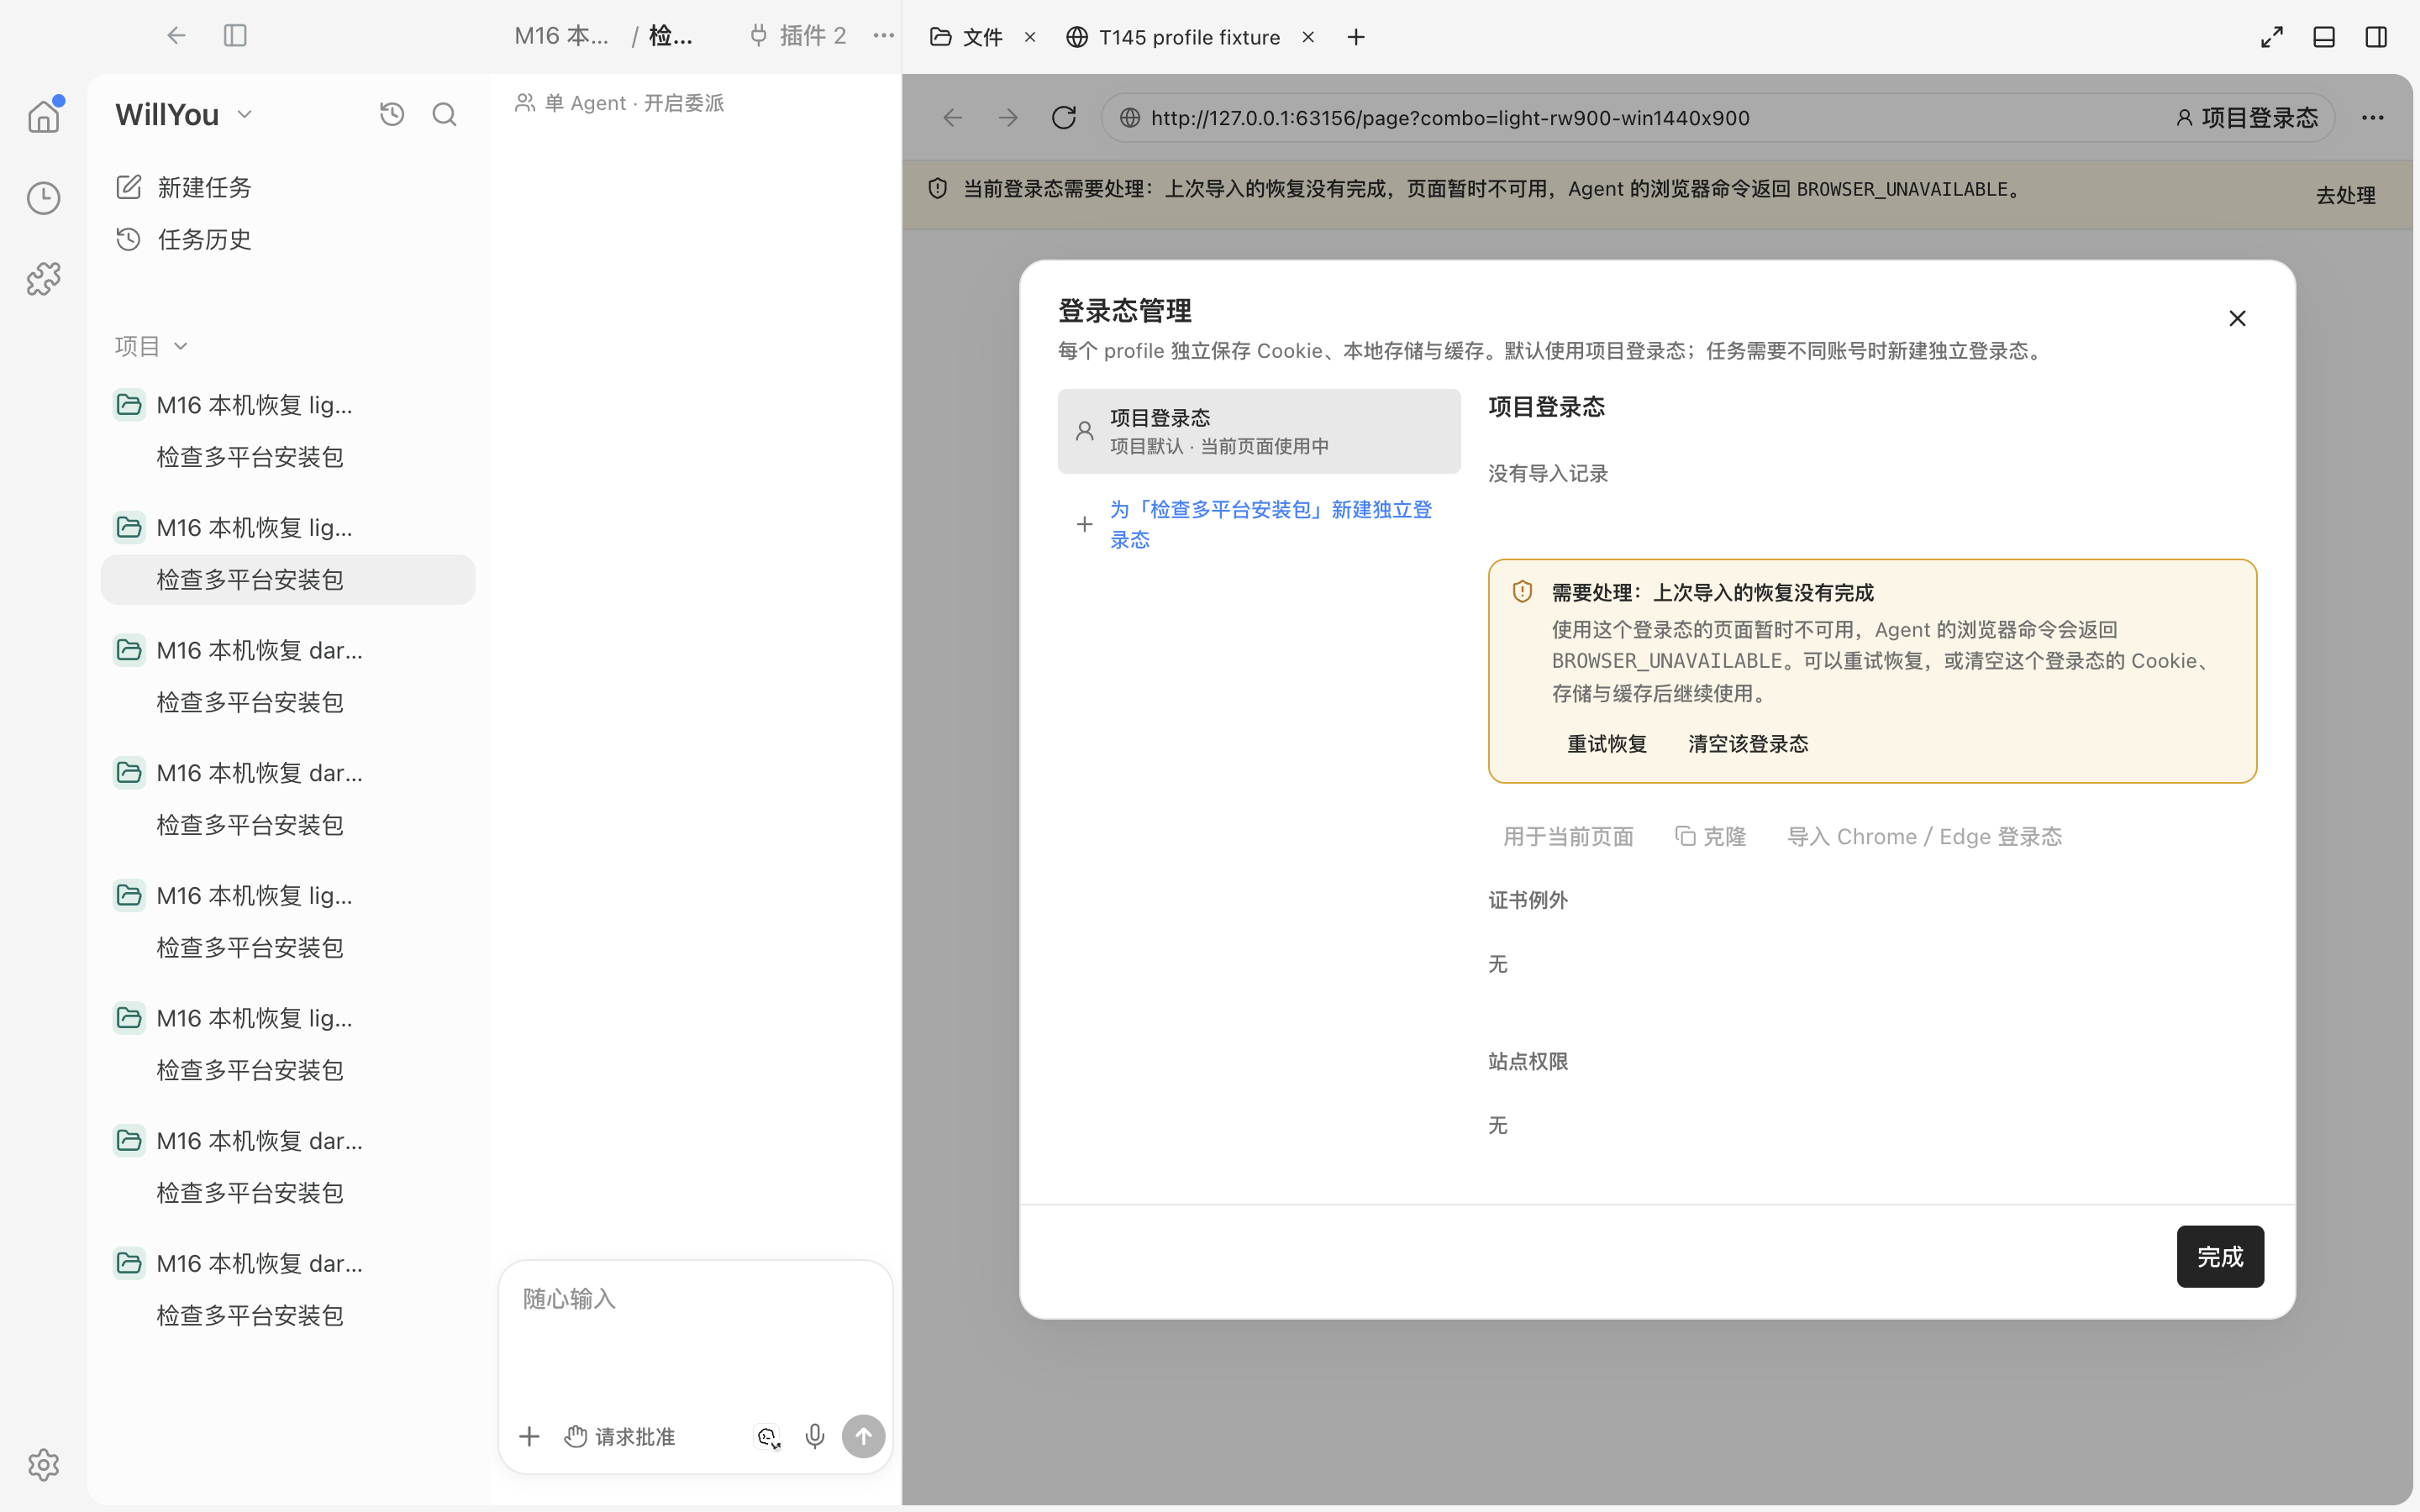 M16 本... / 检... 插件 2
文件
T145 profile fixture
WillYou
新建任务
任务历史
项目
M16 本机恢复 lig...
检查多平台安装包
M16 本机恢复 lig...
检查多平台安装包
M16 本机恢复 dar...
检查多平台安装包
M16 本机恢复 dar...
检查多平台安装包
M16 本机恢复 lig...
检查多平台安装包
M16 本机恢复 lig...
检查多平台安装包
M16 本机恢复 dar...
检查多平台安装包
M16 本机恢复 dar...
检查多平台安装包
单 Agent · 开启委派
随心输入
请求批准
http://127.0.0.1:63156/page?combo=light-rw900-win1440x900
项目登录态
当前登录态需要处理：上次导入的恢复没有完成，页面暂时不可用，Agent 的浏览器命令返回 BROWSER_UNAVAILABLE。
去处理
登录态管理
每个 profile 独立保存 Cookie、本地存储与缓存。默认使用项目登录态；任务需要不同账号时新建独立登录态。
项目登录态
项目默认 · 当前页面使用中
为「检查多平台安装包」新建独立登
录态
项目登录态
没有导入记录
需要处理：上次导入的恢复没有完成
使用这个登录态的页面暂时不可用，Agent 的浏览器命令会返回
BROWSER_UNAVAILABLE。可以重试恢复，或清空这个登录态的 Cookie、
存储与缓存后继续使用。
重试恢复 清空该登录态
用于当前页面 克隆 导入 Chrome / Edge 登录态
证书例外
无
站点权限
无
完成